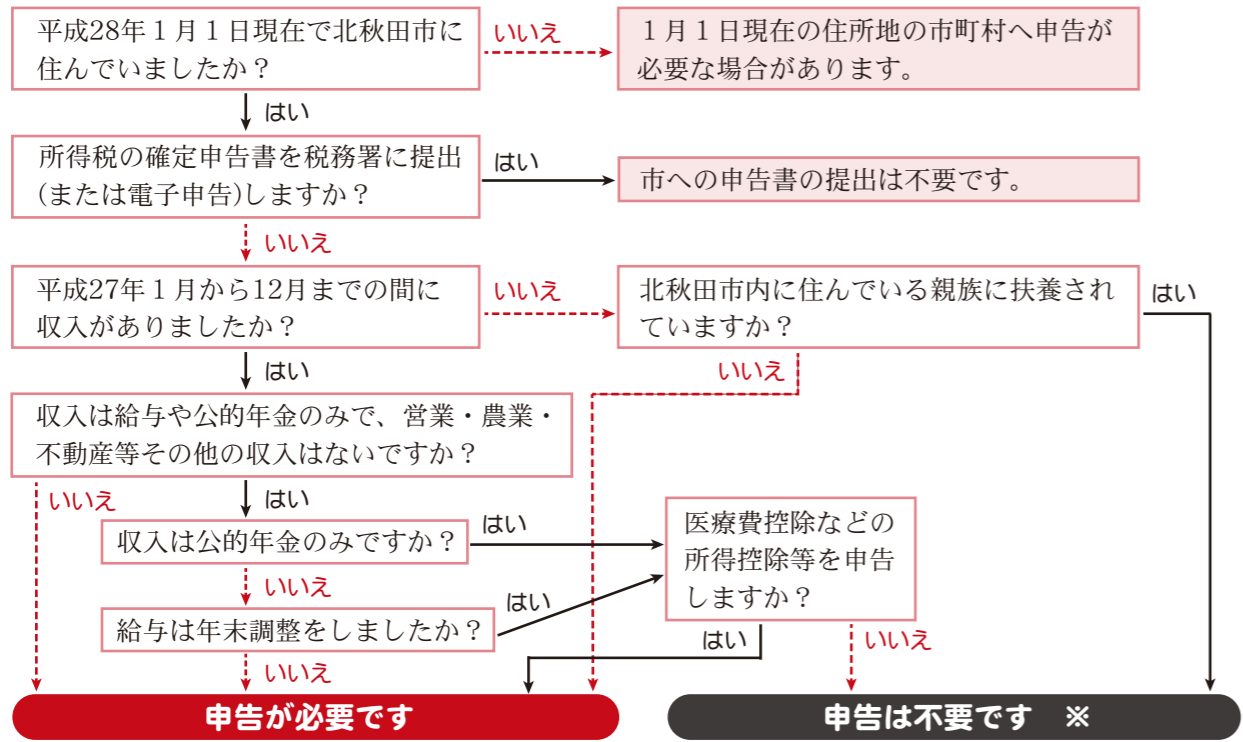 平成28年１月１日現在で北秋田市に
住んでいましたか？
いいえ
１月１日現在の住所地の市町村へ申告が
必要な場合があります。
はい
所得税の確定申告書を税務署に提出
(または電子申告)しますか？
はい
市への申告書の提出は不要です。
いいえ
平成27年１月から12月までの間に
収入がありましたか？
いいえ
北秋田市内に住んでいる親族に扶養され
ていますか？
はい
はい
いいえ
収入は給与や公的年金のみで、営業・農業・
不動産等その他の収入はないですか？
いいえ
はい
収入は公的年金のみですか？
はい
医療費控除などの
所得控除等を申告
しますか？
いいえ
給与は年末調整をしましたか？
はい
いいえ
はい
いいえ
申告が必要です
申告は不要です　※